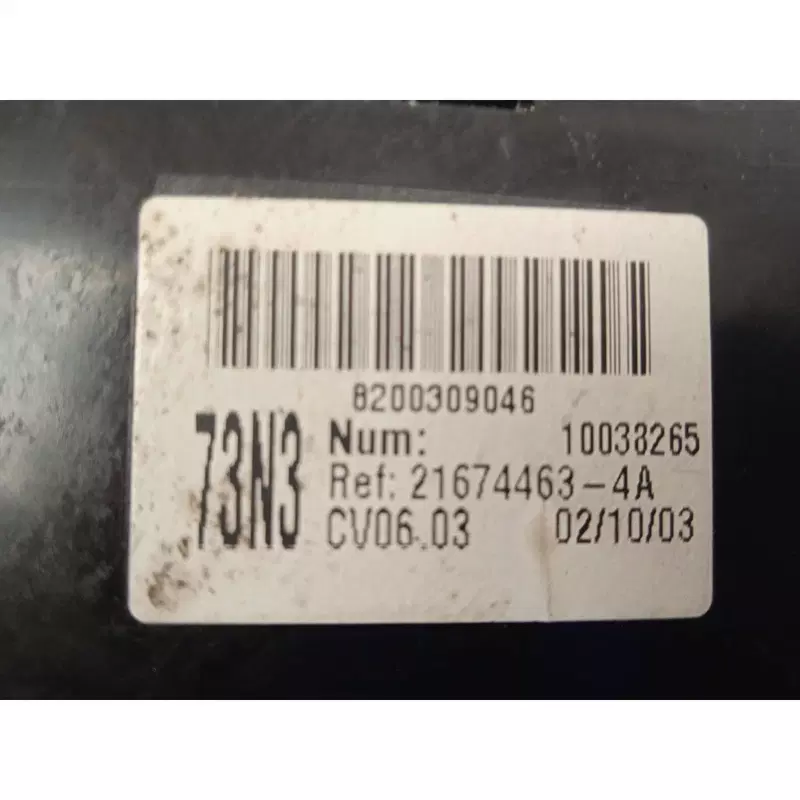 8200309046
73N3
Num: 10038265
Ref: 21674463-4A
CV06.03 02/10/03